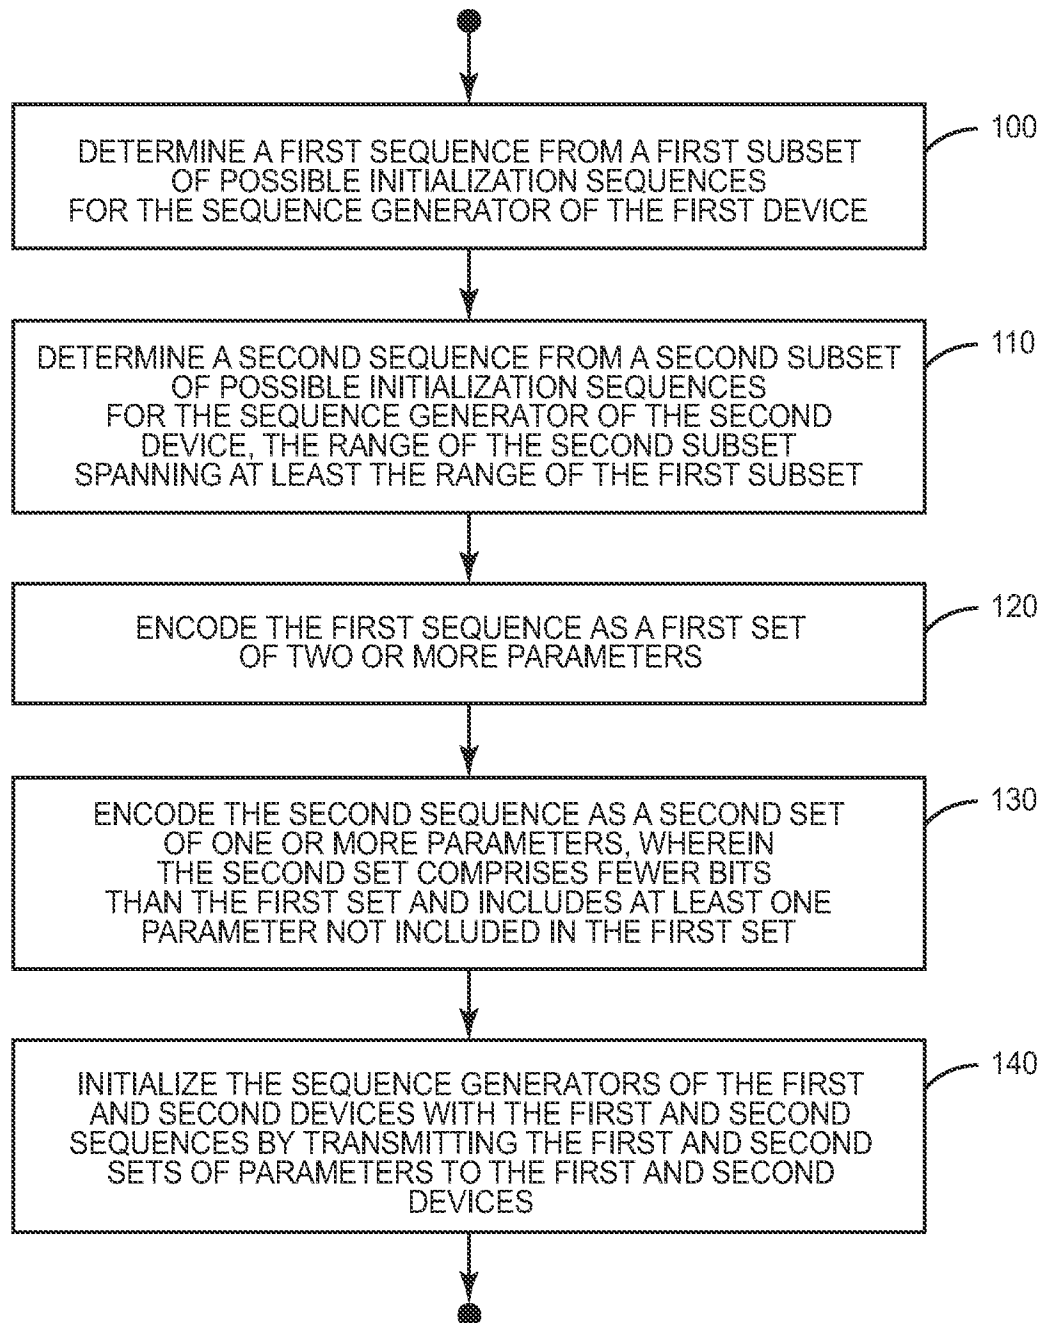 DETERMINE A FIRST SEQUENCE FROM A FIRST SUBSET
OF POSSIBLE INITIALIZATION SEQUENCES
FOR THE SEQUENCE GENERATOR OF THE FIRST DEVICE
100
DETERMINE A SECOND SEQUENCE FROM A SECOND SUBSET
OF POSSIBLE INITIALIZATION SEQUENCES
FOR THE SEQUENCE GENERATOR OF THE SECOND
DEVICE, THE RANGE OF THE SECOND SUBSET
SPANNING AT LEAST THE RANGE OF THE FIRST SUBSET
110
ENCODE THE FIRST SEQUENCE AS A FIRST SET
OF TWO OR MORE PARAMETERS
120
ENCODE THE SECOND SEQUENCE AS A SECOND SET
OF ONE OR MORE PARAMETERS, WHEREIN
THE SECOND SET COMPRISES FEWER BITS
THAN THE FIRST SET AND INCLUDES AT LEAST ONE
PARAMETER NOT INCLUDED IN THE FIRST SET
130
INITIALIZE THE SEQUENCE GENERATORS OF THE FIRST
AND SECOND DEVICES WITH THE FIRST AND SECOND
SEQUENCES BY TRANSMITTING THE FIRST AND SECOND
SETS OF PARAMETERS TO THE FIRST AND SECOND
DEVICES
140